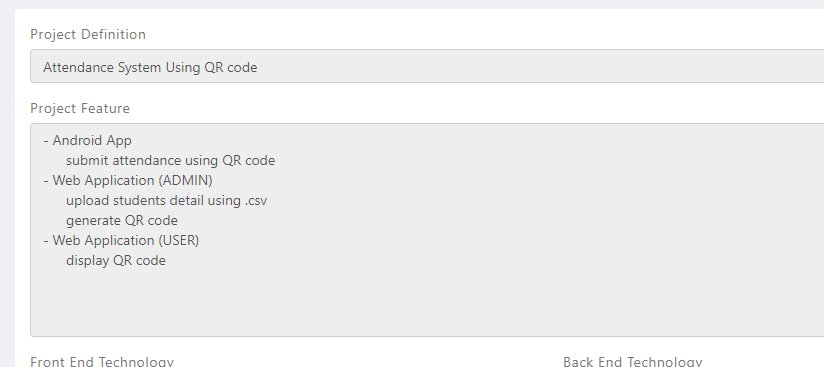 Project Definition
Attendance System Using QR code
Project Feature
- Android App
submit attendance using QR code
- Web Application (ADMIN)
upload students detail using .csv
generate QR code
- Web Application (USER)
display QR code
Front End Technology Back End Technology